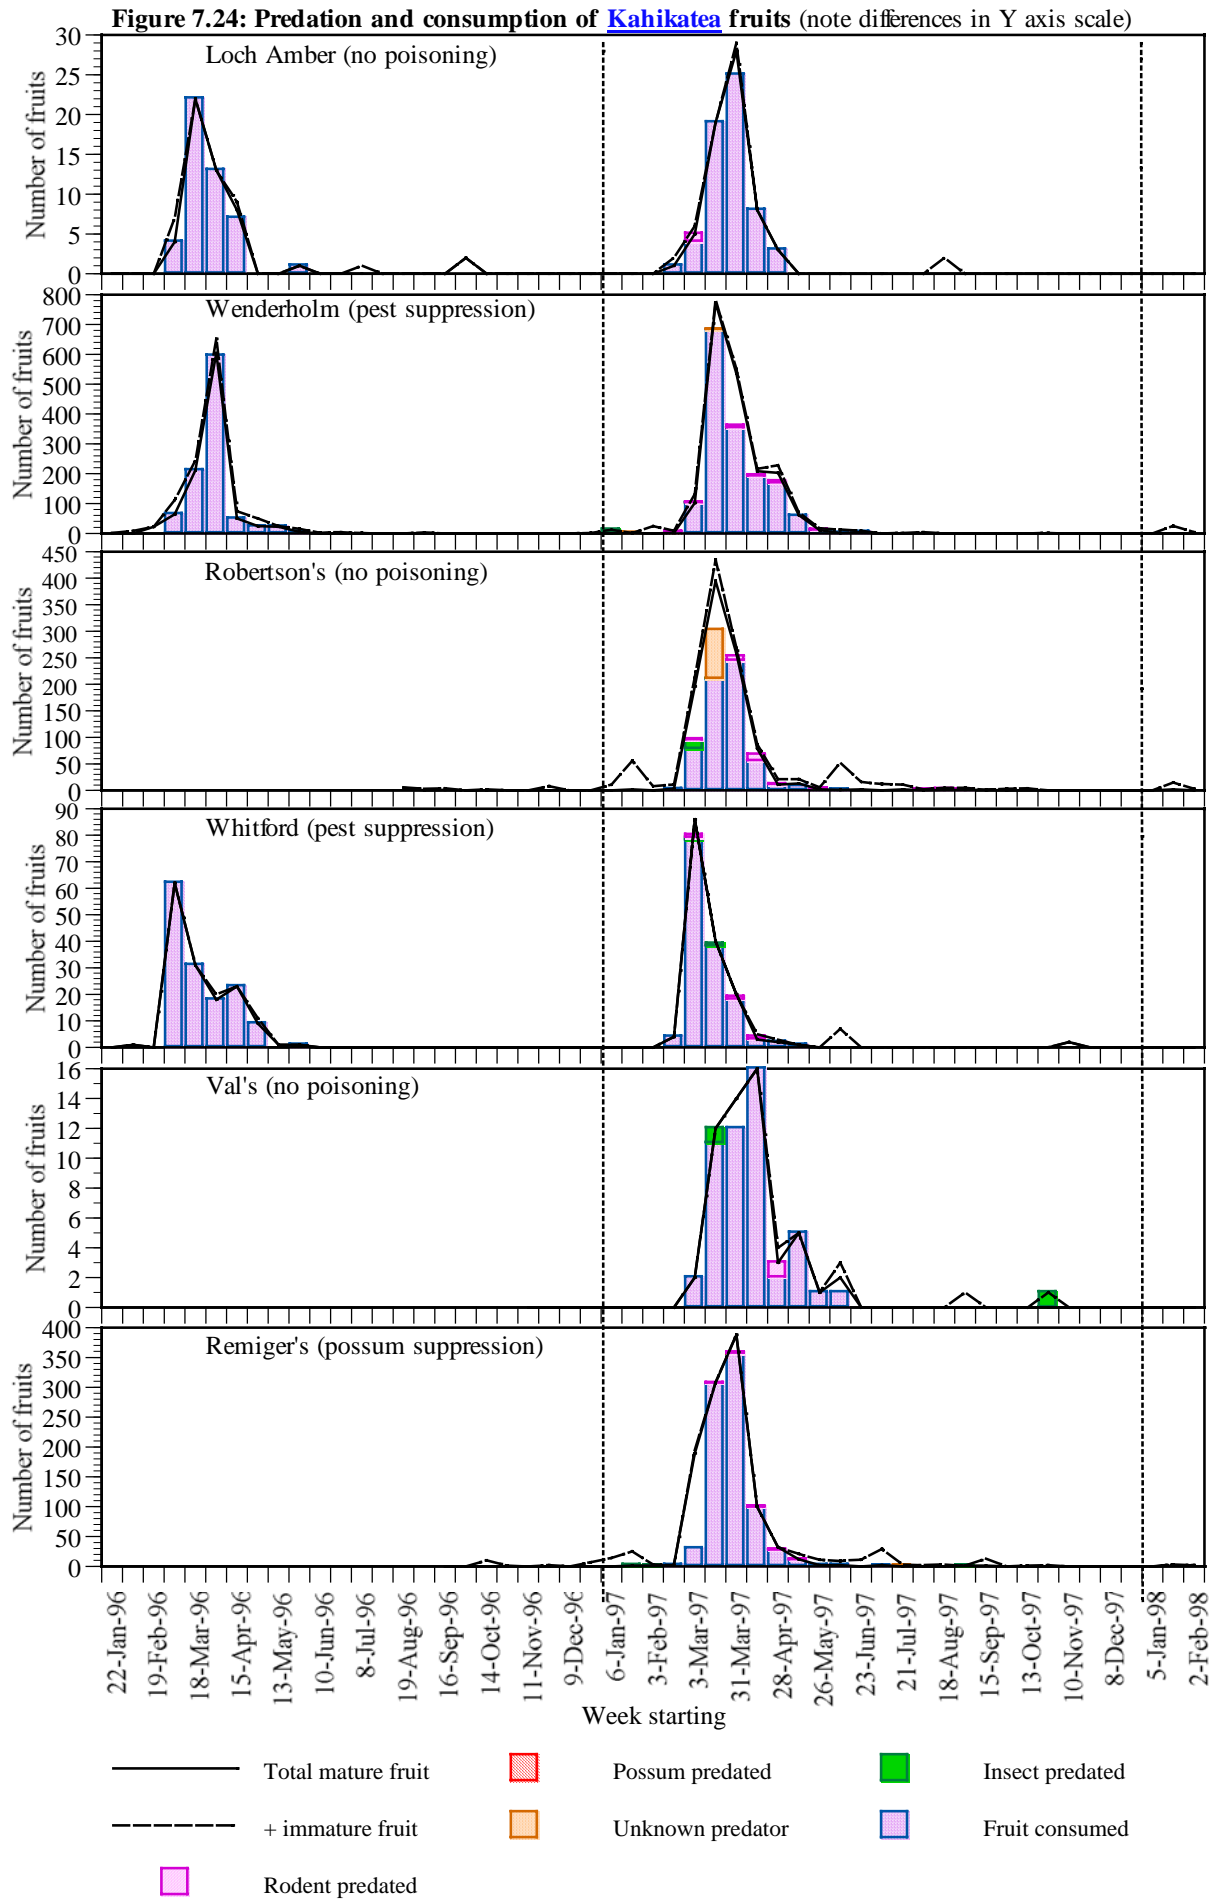 Figure 7.24: Predation and consumption of Kahikatea fruits (note differences in Y axis scale)
Loch Amber (no poisoning)
Number of fruits
30
25
20
15
10
5
0
Wenderholm (pest suppression)
Number of fruits
800
700
600
500
400
300
200
100
0
Robertson's (no poisoning)
Number of fruits
450
400
350
300
250
200
150
100
50
0
Whitford (pest suppression)
Number of fruits
90
80
70
60
50
40
30
20
10
0
Val's (no poisoning)
Number of fruits
16
14
12
10
8
6
4
2
0
Remiger's (possum suppression)
Number of fruits
400
350
300
250
200
150
100
50
0
22-Jan-96
19-Feb-96
18-Mar-96
15-Apr-96
13-May-96
10-Jun-96
8-Jul-96
19-Aug-96
16-Sep-96
14-Oct-96
11-Nov-96
9-Dec-96
6-Jan-97
3-Feb-97
3-Mar-97
31-Mar-97
28-Apr-97
26-May-97
23-Jun-97
21-Jul-97
18-Aug-97
15-Sep-97
13-Oct-97
10-Nov-97
8-Dec-97
5-Jan-98
2-Feb-98
Week starting
Total mature fruit
Possum predated
Insect predated
+ immature fruit
Unknown predator
Fruit consumed
Rodent predated